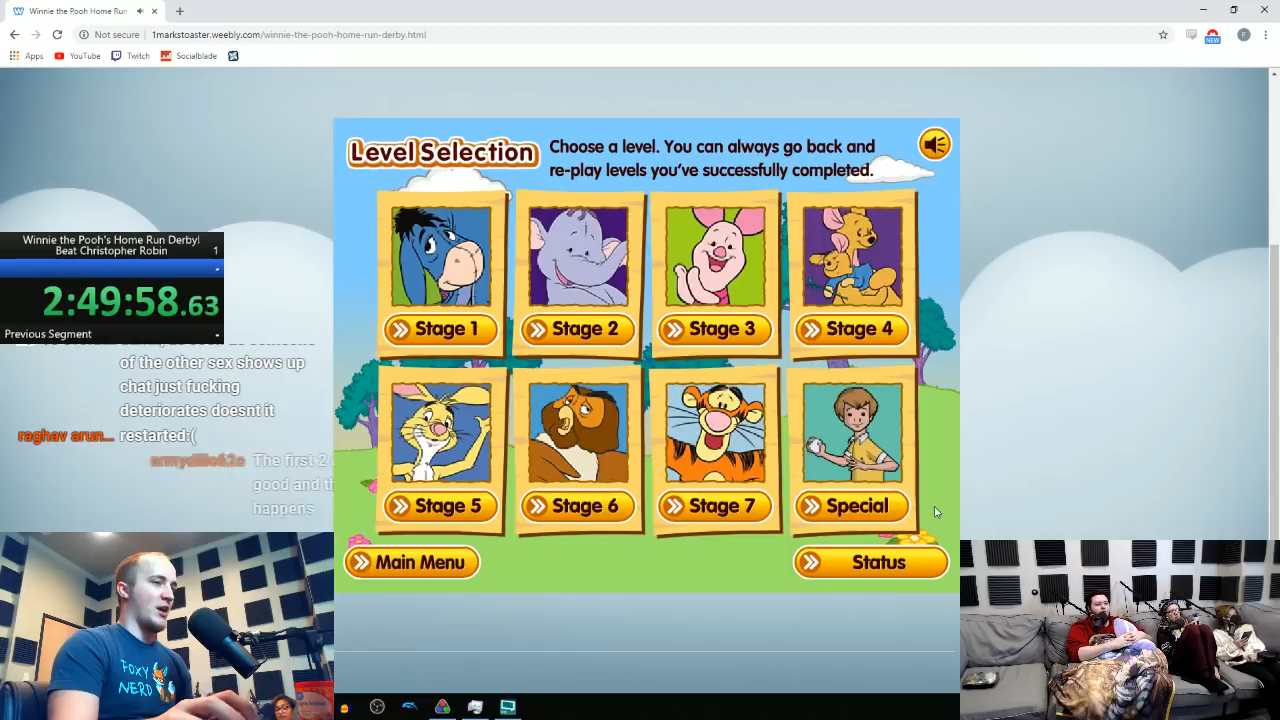 Winnie the Pooh Home Run
Not secure
1markstoaster.weebly.com/winnie-the-pooh-home-run-derby.html
NEW
F
Apps
YouTube
Twitch
Socialblade
Level Selection
Choose a level. You can always go back and
re-play levels you've successfully completed.
Stage 1
Stage 2
Stage 3
Stage 4
Stage 5
Stage 6
Stage 7
Special
Main Menu
Status
Winnie the Pooh's Home Run Derby!
Beat Christopher Robin 1
-
2:49:58.63
Previous Segment -
of the other sex shows up
chat just fucking
deteriorates doesnt it
raghav arun... restarted:(
The first 2
good and th
happens
FOXY
NERD